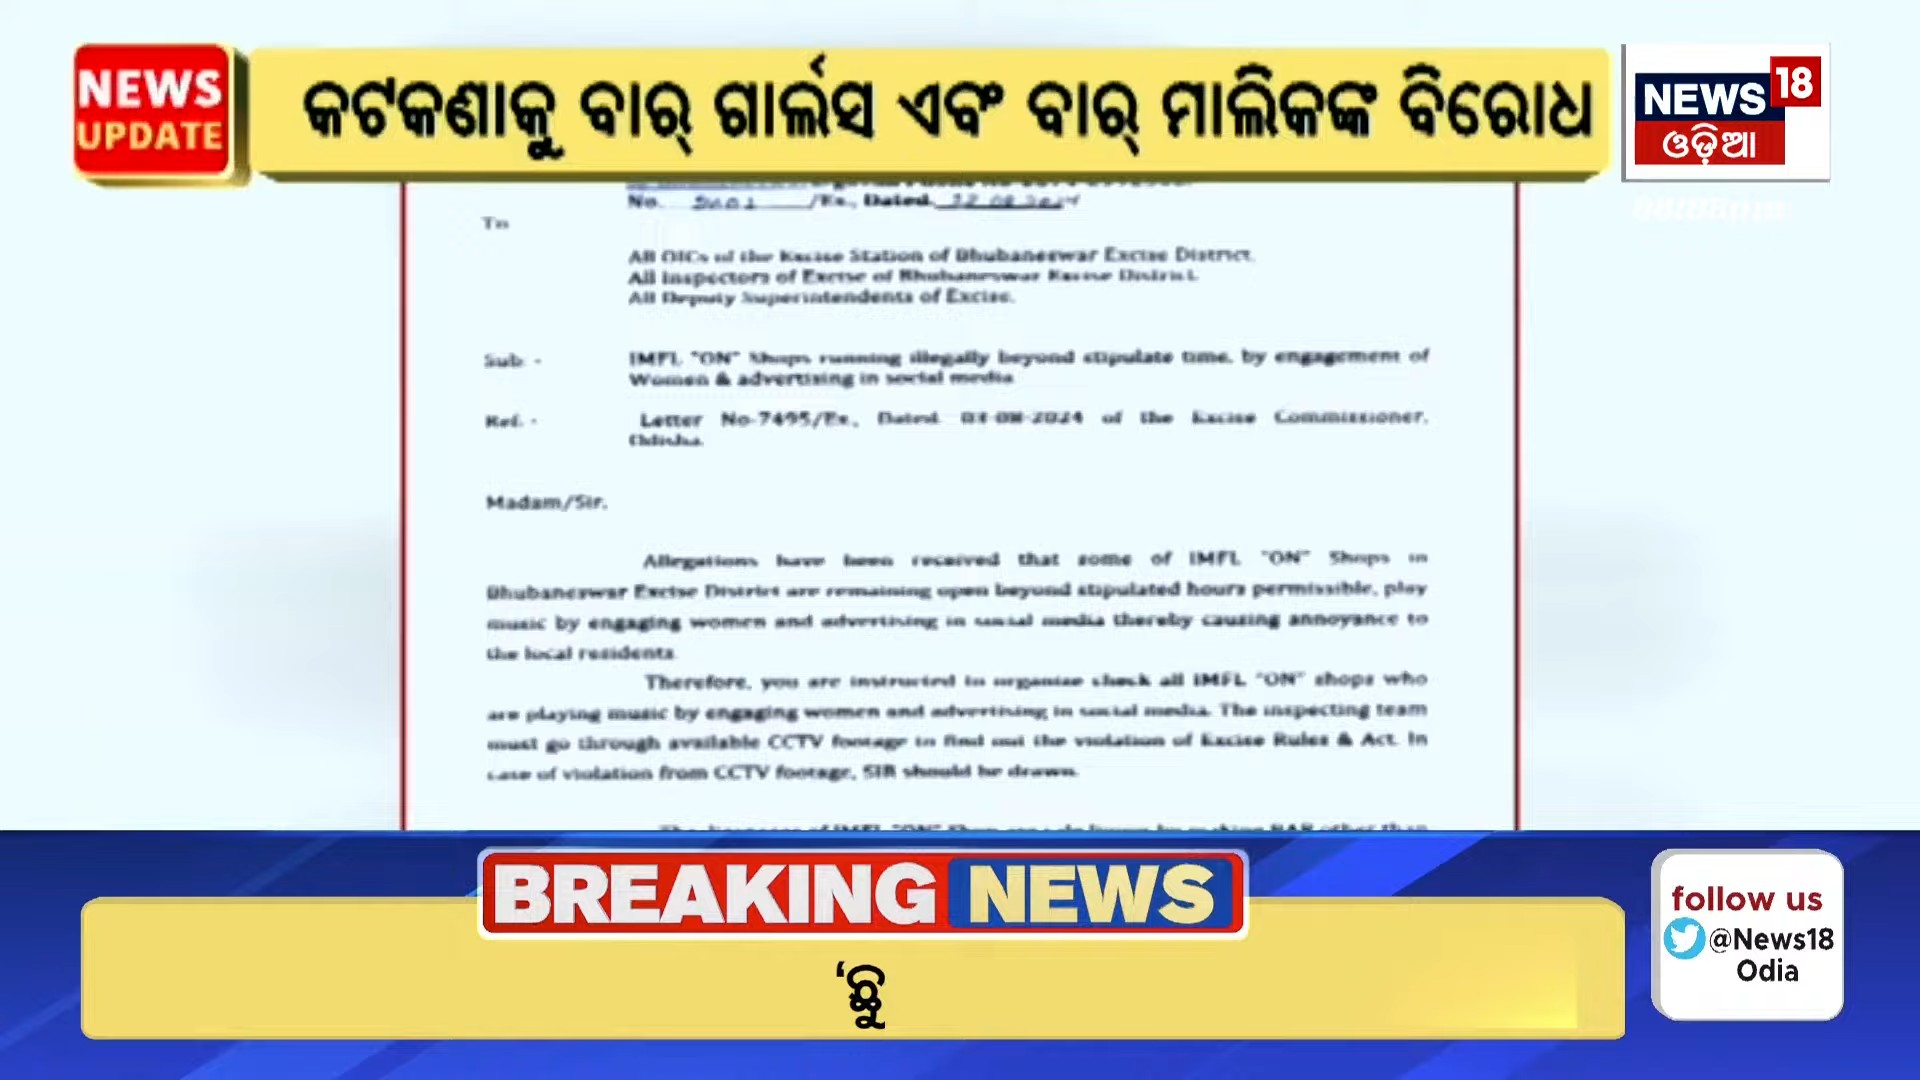 NEWS
UPDATE
କଟକଣାକୁ ବାର୍ ଗାର୍ଲସ ଏବଂ ବାର୍ ମାଲିକଙ୍କ ବିରୋଧ
NEWS 18
ଓଡ଼ିଆ
No. /Ex., Dated.
To
All OICs of the Excise Station of Bhubaneswar Excise District.
All Inspectors of Excise of Bhubaneswar Excise District.
All Deputy Superintendents of Excise.
Sub: - IMFL "ON" Shops running illegally beyond stipulate time, by engagement of
Women & advertising in social media
Ref. - Letter No-7495/Ex., Dated 03-08-2024 of the Excise Commissioner,
Odisha.
Madam/Sir,
Allegations have been received that some of IMFL "ON" Shops in
Bhubaneswar Excise District are remaining open beyond stipulated hours permissible, play
music by engaging women and advertising in social media thereby causing annoyance to
the local residents.
Therefore, you are instructed to organise check all IMFL "ON" shops who
are playing music by engaging women and advertising in social media. The inspecting team
must go through available CCTV footage to find out the violation of Excise Rules & Act. In
case of violation from CCTV footage, SIR should be drawn.
BREAKING NEWS
‘ଚ୍ଛୁ
follow us
@News18
Odia